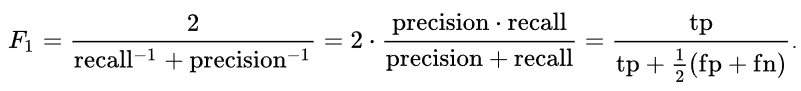 F₁ = 2 / (recall⁻¹ + precision⁻¹) = 2 · (precision · recall) / (precision + recall) = tp / (tp + ½(fp + fn)).